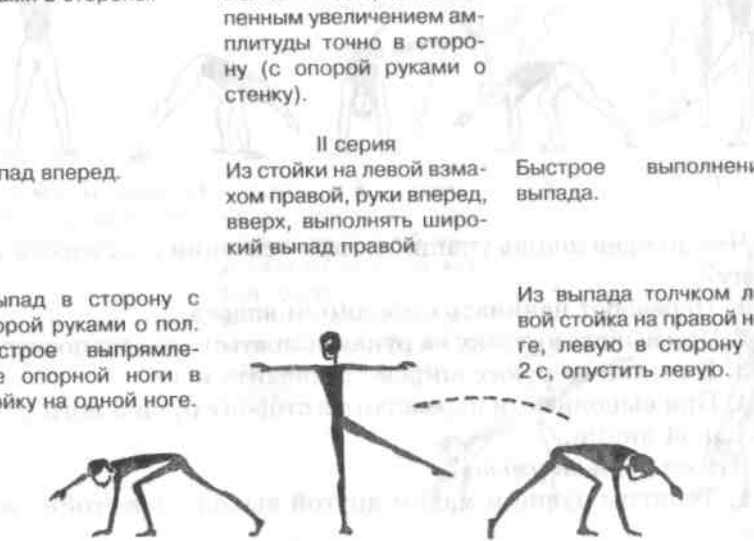 пенным увеличением ам-
плитуды точно в сторо-
ну (с опорой руками о
стенку).
II серия
пад вперед.
Из стойки на левой взма-
хом правой, руки вперед,
вверх, выполнять широ-
кий выпад правой
Быстрое выполнени
выпада.
ыпад в сторону с
орой руками о пол.
строе выпрямле-
е опорной ноги в
ойку на одной ноге.
Из выпада толчком л
вой стойка на правой н
ге, левую в сторону
2 с, опустить левую.